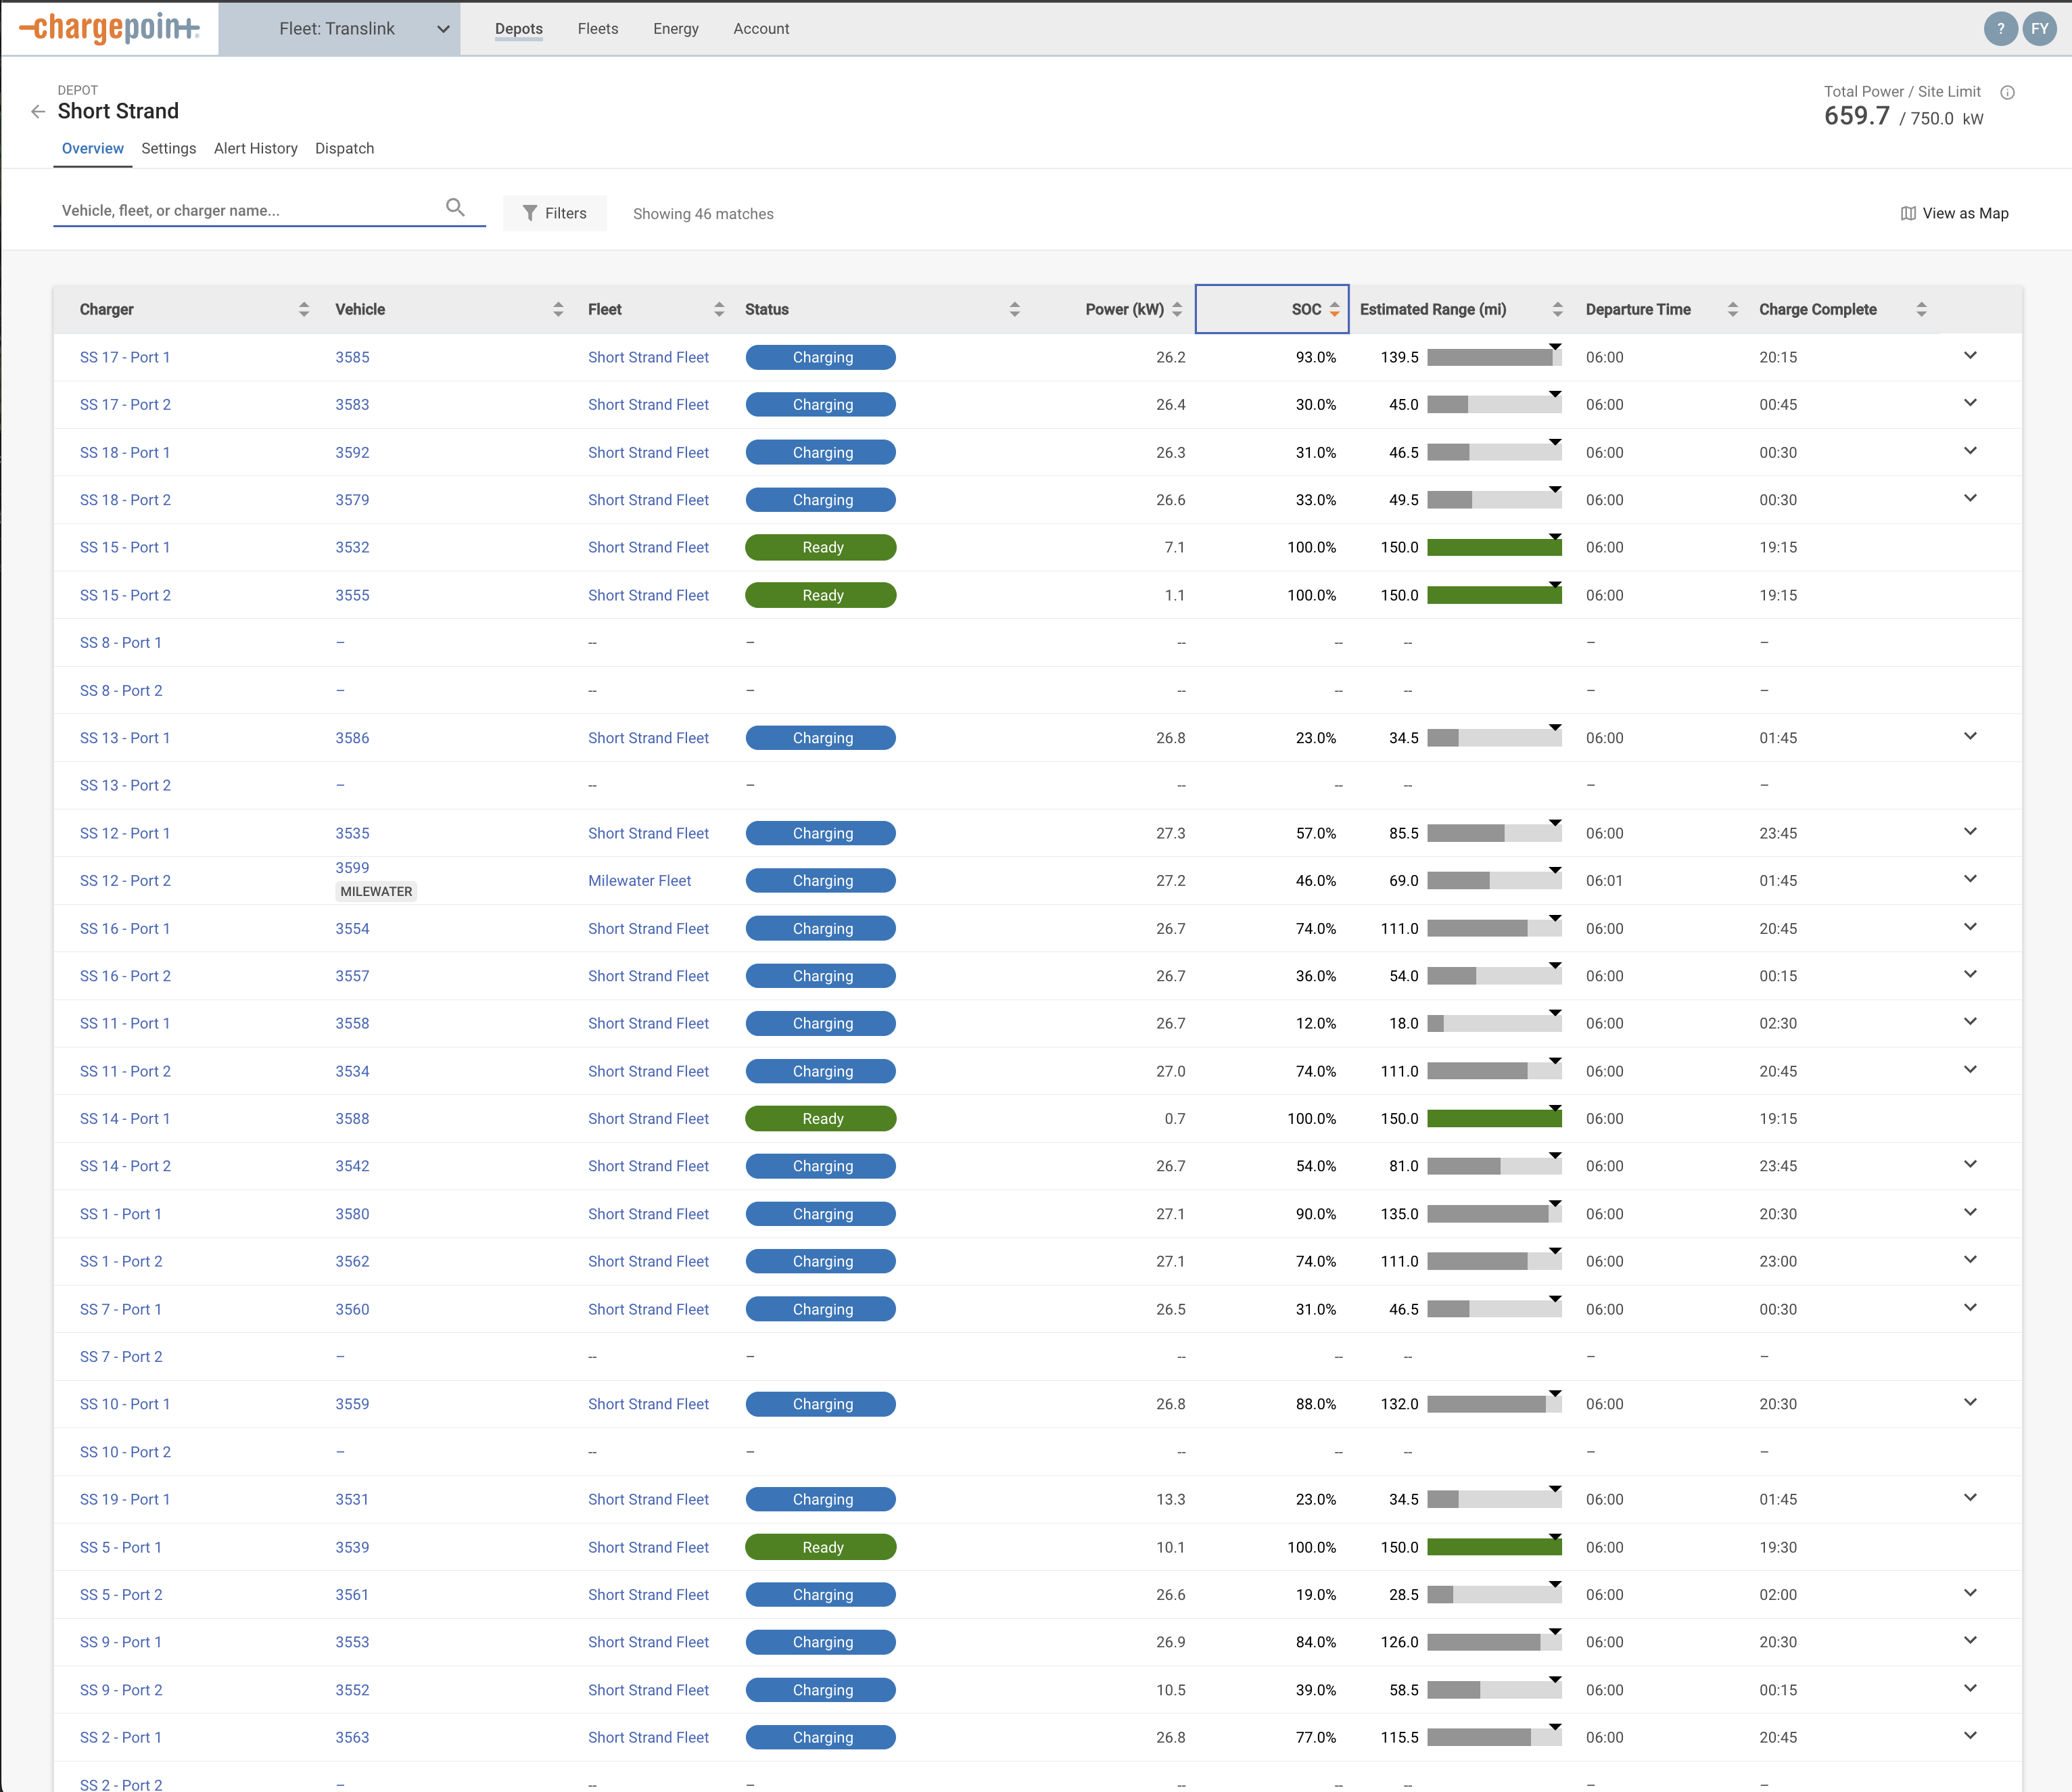 chargepoint
Fleet: Translink
Depots Fleets Energy Account
? FY
DEPOT
Short Strand
Total Power / Site Limit
659.7 / 750.0 kW
Overview Settings Alert History Dispatch
Vehicle, fleet, or charger name...
Filters
Showing 46 matches
View as Map
Charger Vehicle Fleet Status Power (kW) SOC Estimated Range (mi) Departure Time Charge Complete
SS 17 - Port 1 3585 Short Strand Fleet Charging 26.2 93.0% 139.5 06:00 20:15
SS 17 - Port 2 3583 Short Strand Fleet Charging 26.4 30.0% 45.0 06:00 00:45
SS 18 - Port 1 3592 Short Strand Fleet Charging 26.3 31.0% 46.5 06:00 00:30
SS 18 - Port 2 3579 Short Strand Fleet Charging 26.6 33.0% 49.5 06:00 00:30
SS 15 - Port 1 3532 Short Strand Fleet Ready 7.1 100.0% 150.0 06:00 19:15
SS 15 - Port 2 3555 Short Strand Fleet Ready 1.1 100.0% 150.0 06:00 19:15
SS 8 - Port 1 – -- – -- -- -- – –
SS 8 - Port 2 – -- – -- -- -- – –
SS 13 - Port 1 3586 Short Strand Fleet Charging 26.8 23.0% 34.5 06:00 01:45
SS 13 - Port 2 – -- – -- -- -- – –
SS 12 - Port 1 3535 Short Strand Fleet Charging 27.3 57.0% 85.5 06:00 23:45
SS 12 - Port 2 3599 MILEWATER Milewater Fleet Charging 27.2 46.0% 69.0 06:01 01:45
SS 16 - Port 1 3554 Short Strand Fleet Charging 26.7 74.0% 111.0 06:00 20:45
SS 16 - Port 2 3557 Short Strand Fleet Charging 26.7 36.0% 54.0 06:00 00:15
SS 11 - Port 1 3558 Short Strand Fleet Charging 26.7 12.0% 18.0 06:00 02:30
SS 11 - Port 2 3534 Short Strand Fleet Charging 27.0 74.0% 111.0 06:00 20:45
SS 14 - Port 1 3588 Short Strand Fleet Ready 0.7 100.0% 150.0 06:00 19:15
SS 14 - Port 2 3542 Short Strand Fleet Charging 26.7 54.0% 81.0 06:00 23:45
SS 1 - Port 1 3580 Short Strand Fleet Charging 27.1 90.0% 135.0 06:00 20:30
SS 1 - Port 2 3562 Short Strand Fleet Charging 27.1 74.0% 111.0 06:00 23:00
SS 7 - Port 1 3560 Short Strand Fleet Charging 26.5 31.0% 46.5 06:00 00:30
SS 7 - Port 2 – -- – -- -- -- – –
SS 10 - Port 1 3559 Short Strand Fleet Charging 26.8 88.0% 132.0 06:00 20:30
SS 10 - Port 2 – -- – -- -- -- – –
SS 19 - Port 1 3531 Short Strand Fleet Charging 13.3 23.0% 34.5 06:00 01:45
SS 5 - Port 1 3539 Short Strand Fleet Ready 10.1 100.0% 150.0 06:00 19:30
SS 5 - Port 2 3561 Short Strand Fleet Charging 26.6 19.0% 28.5 06:00 02:00
SS 9 - Port 1 3553 Short Strand Fleet Charging 26.9 84.0% 126.0 06:00 20:30
SS 9 - Port 2 3552 Short Strand Fleet Charging 10.5 39.0% 58.5 06:00 00:15
SS 2 - Port 1 3563 Short Strand Fleet Charging 26.8 77.0% 115.5 06:00 20:45
SS 2 - Port 2 – -- – -- -- -- – –